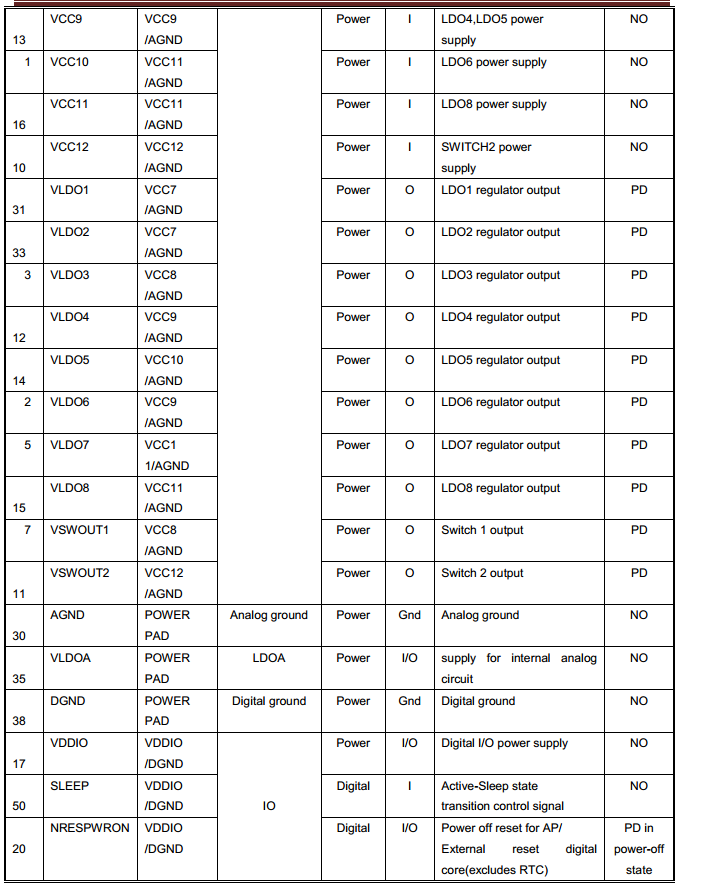 13 VCC9 VCC9 /AGND Power I LDO4,LDO5 power supply NO
1 VCC10 VCC11 /AGND Power I LDO6 power supply NO
16 VCC11 VCC11 /AGND Power I LDO8 power supply NO
10 VCC12 VCC12 /AGND Power I SWITCH2 power supply NO
31 VLDO1 VCC7 /AGND Power O LDO1 regulator output PD
33 VLDO2 VCC7 /AGND Power O LDO2 regulator output PD
3 VLDO3 VCC8 /AGND Power O LDO3 regulator output PD
12 VLDO4 VCC9 /AGND Power O LDO4 regulator output PD
14 VLDO5 VCC10 /AGND Power O LDO5 regulator output PD
2 VLDO6 VCC9 /AGND Power O LDO6 regulator output PD
5 VLDO7 VCC1 1/AGND Power O LDO7 regulator output PD
15 VLDO8 VCC11 /AGND Power O LDO8 regulator output PD
7 VSWOUT1 VCC8 /AGND Power O Switch 1 output PD
11 VSWOUT2 VCC12 /AGND Power O Switch 2 output PD
30 AGND POWER PAD Analog ground Power Gnd Analog ground NO
35 VLDOA POWER PAD LDOA Power I/O supply for internal analog circuit NO
38 DGND POWER PAD Digital ground Power Gnd Digital ground NO
17 VDDIO VDDIO /DGND Power I/O Digital I/O power supply NO
50 SLEEP VDDIO /DGND IO Digital I Active-Sleep state transition control signal NO
20 NRESPWRON VDDIO /DGND Digital I/O Power off reset for AP/ External reset digital core(excludes RTC) PD in power-off state